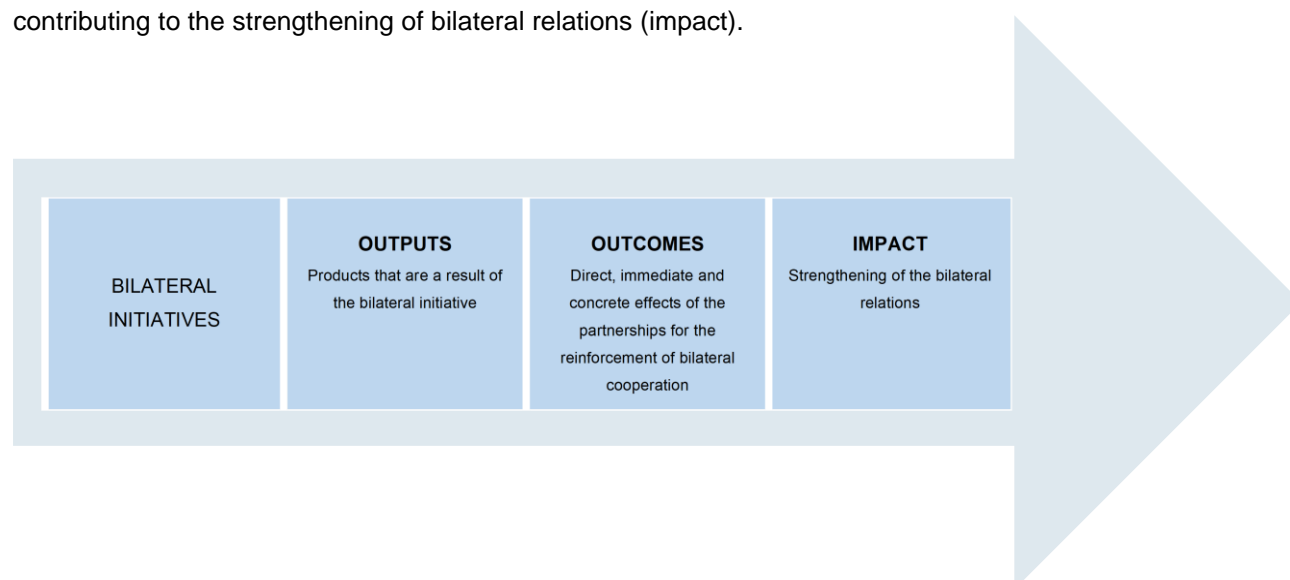 contributing to the strengthening of bilateral relations (impact).
BILATERAL
INITIATIVES
OUTPUTS
Products that are a result of
the bilateral initiative
OUTCOMES
Direct, immediate and
concrete effects of the
partnerships for the
reinforcement of bilateral
cooperation
IMPACT
Strengthening of the bilateral
relations